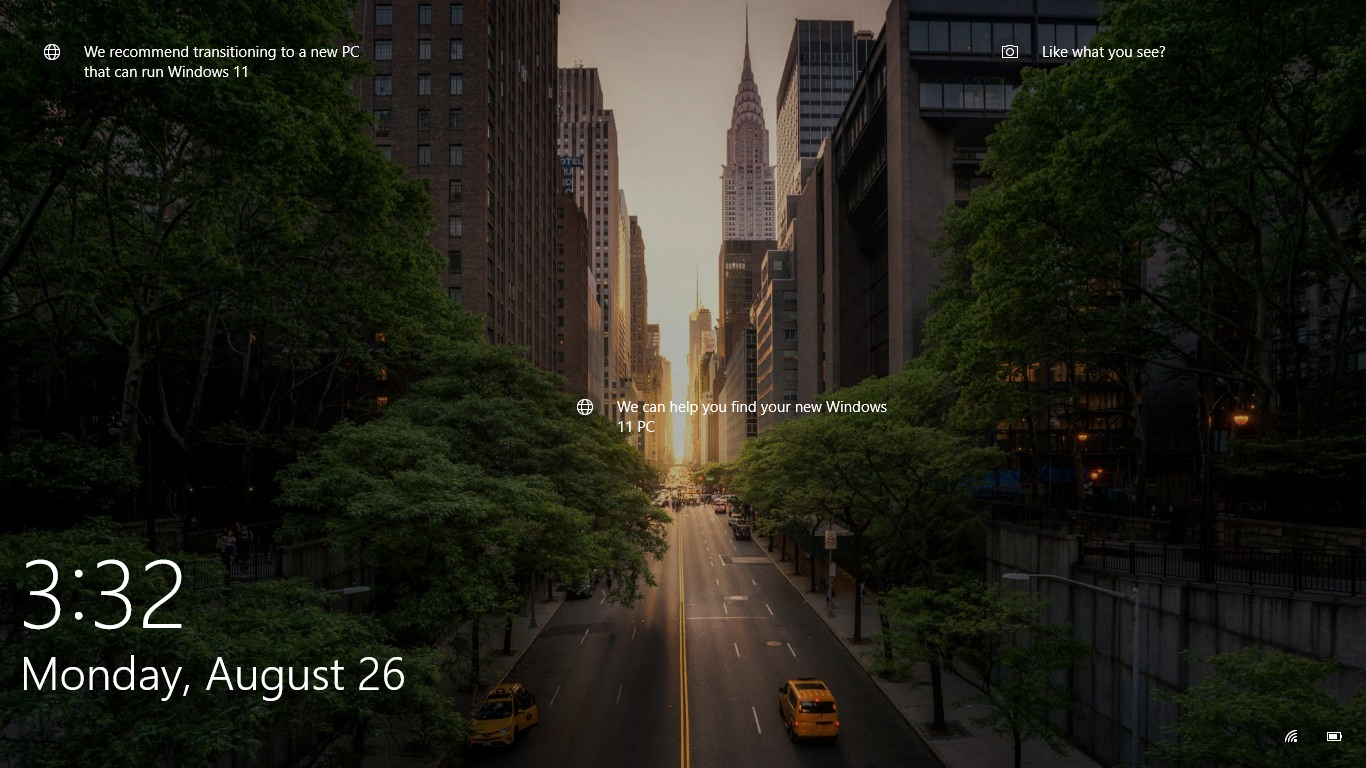 We recommend transitioning to a new PC
that can run Windows 11
Like what you see?
OTEL
We can help you find your new Windows
11 PC
3:32
Monday, August 26